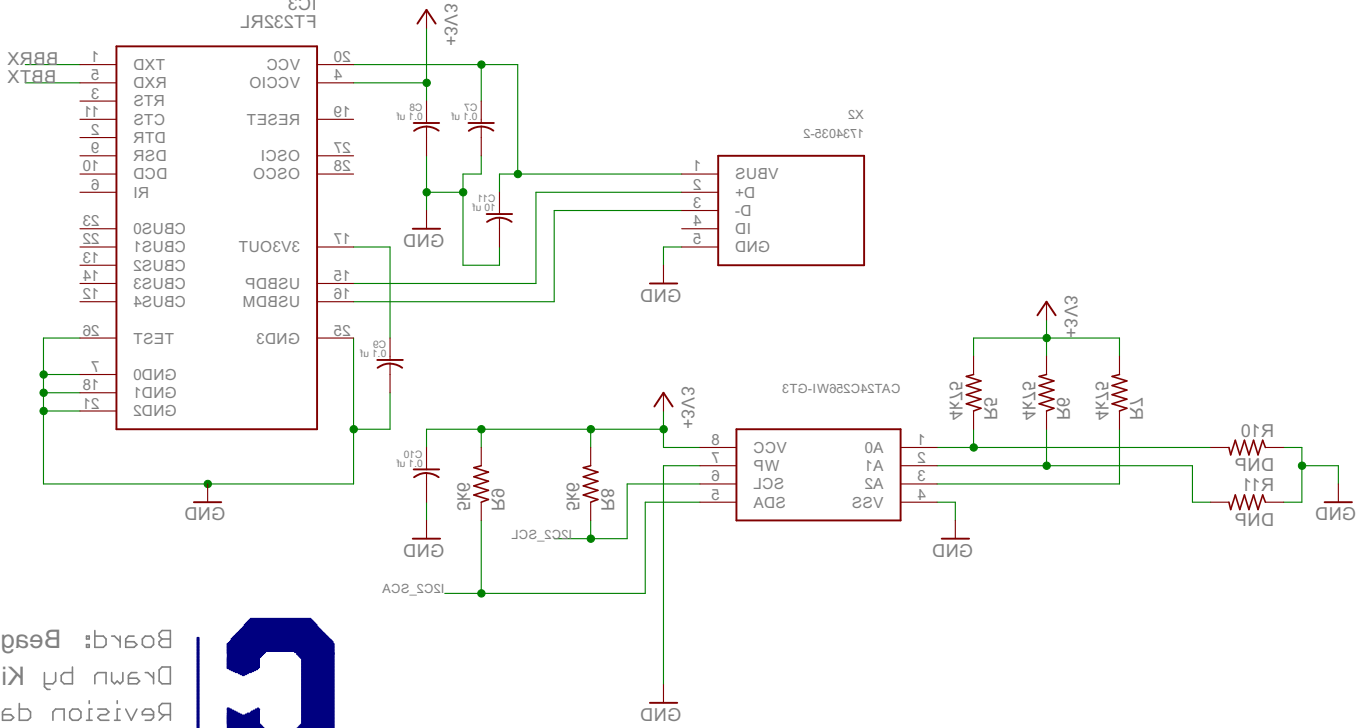 IC3
FT232RL
+3V3
BBRX
BBTX
1 TXD
5 RXD
3 RTS
11 CTS
2 DTR
9 DSR
10 DCD
6 RI
23 CBUS0
22 CBUS1
13 CBUS2
14 CBUS3
12 CBUS4
26 TEST
7 GND0
18 GND1
21 GND2
VCC 20
VCCIO 4
RESET 19
OSCI 27
OSCO 28
3V3OUT 17
USBDP 15
USBDM 16
GND3 25
C8
0.1 uf
C7
0.1 uf
C11
10 uf
GND
C9
0.1 uf
GND
X2
1734035-2
1 VBUS
2 D+
3 D-
4 ID
5 GND
GND
+3V3
4k75 R5
4k75 R6
4k75 R7
CAT24C256WI-GT3
+3V3
8 VCC
7 WP
6 SCL
5 SDA
A0 1
A1 2
A2 3
VSS 4
R10
DNP
R11
DNP
GND
GND
C10
0.1 uf
5k6 R9
5k6 R8
GND
I2C2_SCL
I2C2_SCA
GND
Board: Beag
Drawn by Ki
Revision da